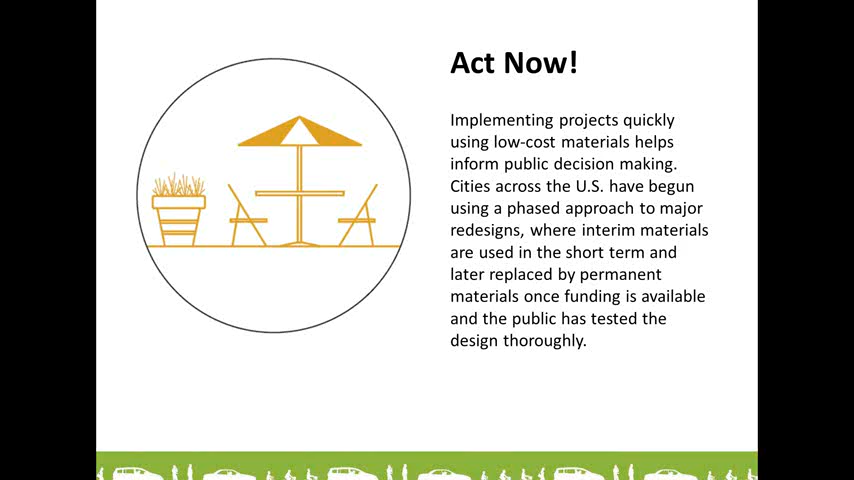 Act Now!
Implementing projects quickly
using low-cost materials helps
inform public decision making.
Cities across the U.S. have begun
using a phased approach to major
redesigns, where interim materials
are used in the short term and
later replaced by permanent
materials once funding is available
and the public has tested the
design thoroughly.